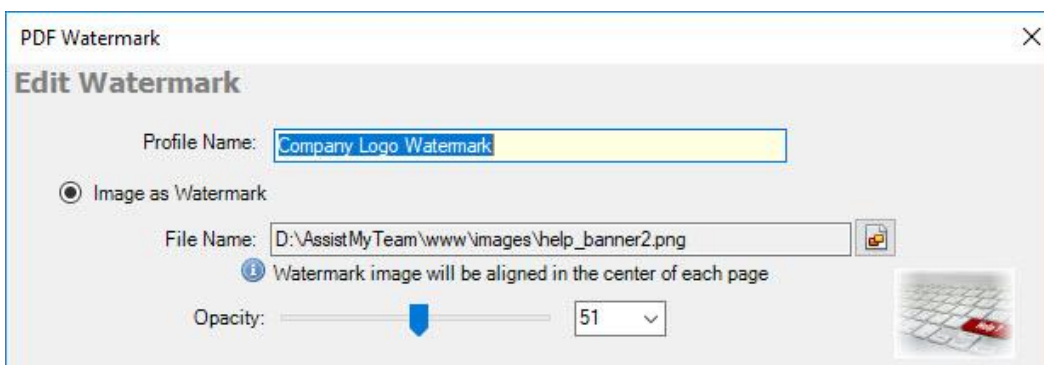 PDF Watermark
Edit Watermark
Profile Name: Company Logo Watermark
Image as Watermark
File Name: D:\AssistMyTeam\www\images\help_banner2.png
Watermark image will be aligned in the center of each page
Opacity: 51